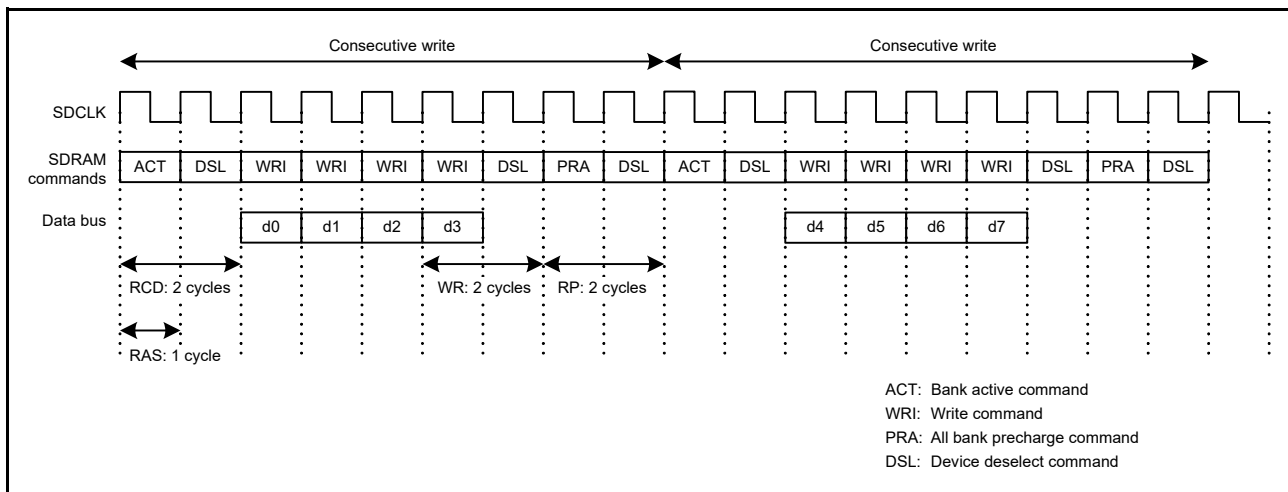 Consecutive write Consecutive write
SDCLK
SDRAM
commands
ACT DSL WRI WRI WRI WRI DSL PRA DSL ACT DSL WRI WRI WRI WRI DSL PRA DSL
Data bus
d0 d1 d2 d3 d4 d5 d6 d7
RCD: 2 cycles WR: 2 cycles RP: 2 cycles
RAS: 1 cycle
ACT: Bank active command
WRI: Write command
PRA: All bank precharge command
DSL: Device deselect command